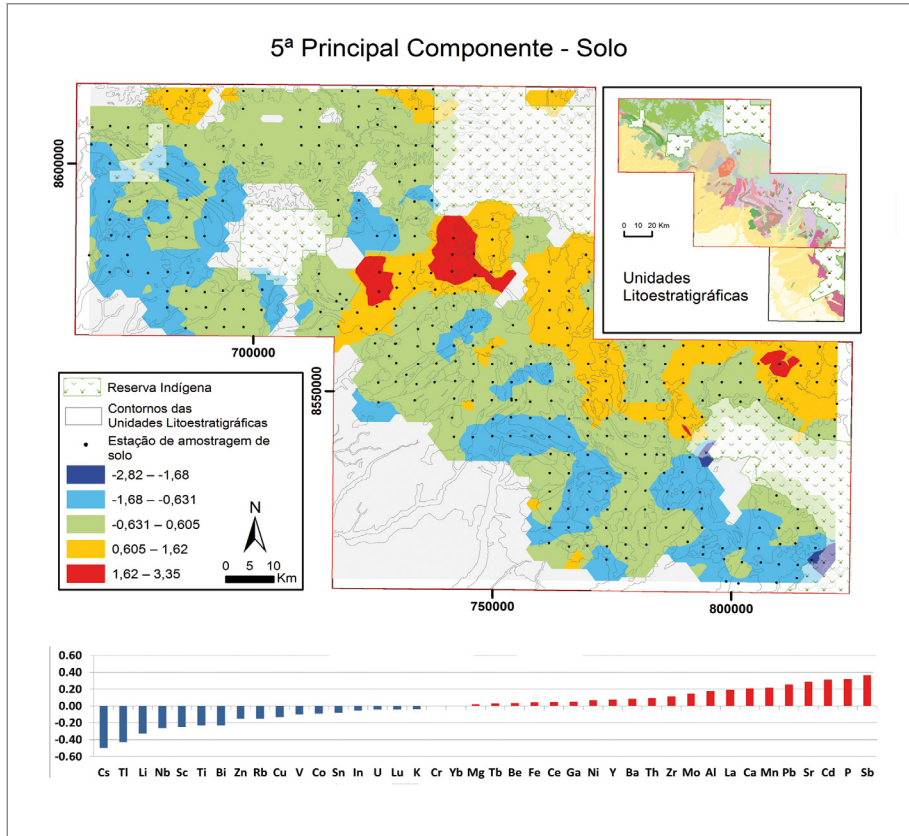 5ª Principal Componente - Solo
8600000
0 10 20 Km
Unidades
Litoestratigráficas
700000
8550000
Reserva Indígena
Contornos das
Unidades Litoestratigráficas
Estação de amostragem de
solo
-2,82 – -1,68
-1,68 – -0,631
-0,631 – 0,605
0,605 – 1,62
1,62 – 3,35
N
0 5 10
Km
750000
800000
0.60
0.40
0.20
0.00
-0.20
-0.40
-0.60
Cs Tl Li Nb Sc Ti Bi Zn Rb Cu V Co Sn In U Lu K Cr Yb Mg Tb Be Fe Ce Ga Ni Y Ba Th Zr Mo Al La Ca Mn Pb Sr Cd P Sb